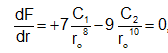 dF/dr = +7 C₁/r₀⁸ - 9 C₂/r₀¹⁰ = 0